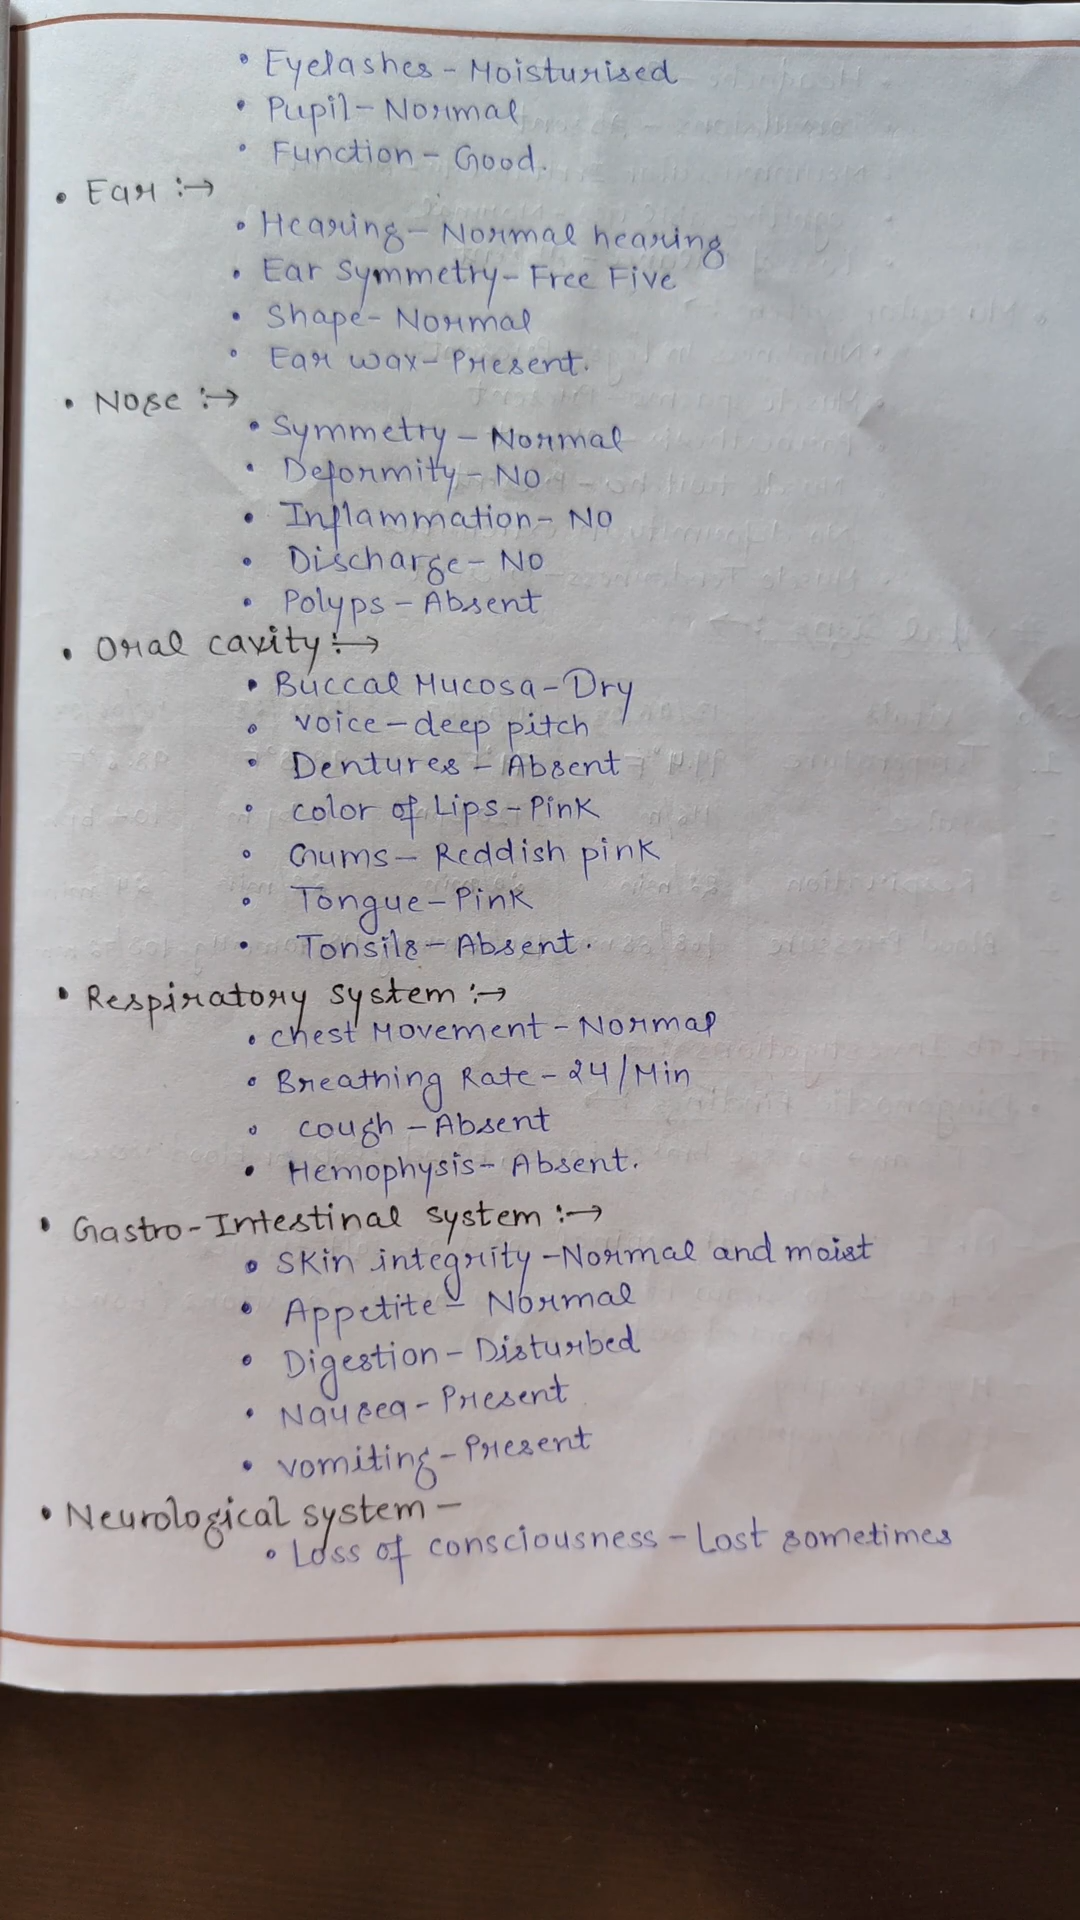 • Eyelashes - Moisturised
• Pupil - Normal
• Function - Good.
• Ear :→
• Hearing - Normal hearing
• Ear Symmetry - Free Five
• Shape - Normal
• Ear wax - Present.
• Nose :→
• Symmetry - Normal
• Deformity - NO
• Inflammation - NO
• Discharge - NO
• Polyps - Absent
• Oral cavity :→
• Buccal Mucosa - Dry
• voice - deep pitch
• Dentures - Absent
• color of Lips - Pink
• Gums - Reddish pink
• Tongue - Pink
• Tonsils - Absent.
• Respiratory system :→
• chest Movement - Normal
• Breathing Rate - 24/Min
• cough - Absent
• Hemophysis - Absent.
• Gastro-Intestinal system :→
• Skin integrity - Normal and moist
• Appetite - Normal
• Digestion - Disturbed
• Nausea - Present
• vomiting - Present
• Neurological system -
• Loss of consciousness - Lost sometimes